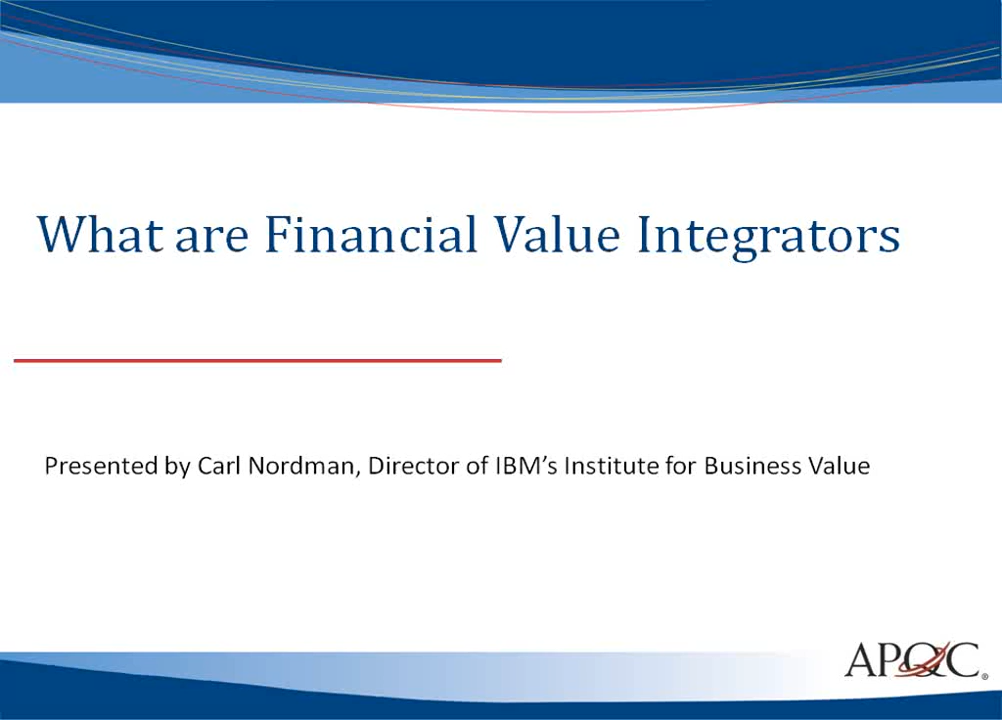 What are Financial Value Integrators
Presented by Carl Nordman, Director of IBM’s Institute for Business Value
APQC®